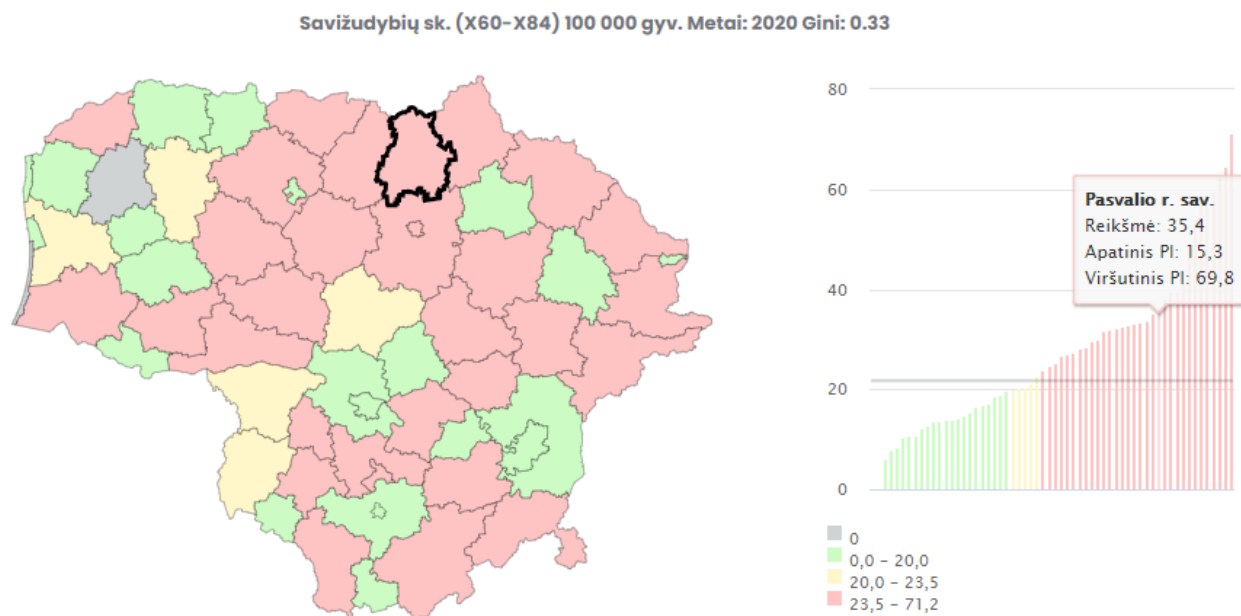 Savižudybių sk. (X60-X84) 100 000 gyv. Metai: 2020 Gini: 0.33
80
60
40
20
0
Pasvalio r. sav.
Reikšmė: 35,4
Apatinis PI: 15,3
Viršutinis PI: 69,8
0
0,0 – 20,0
20,0 – 23,5
23,5 – 71,2